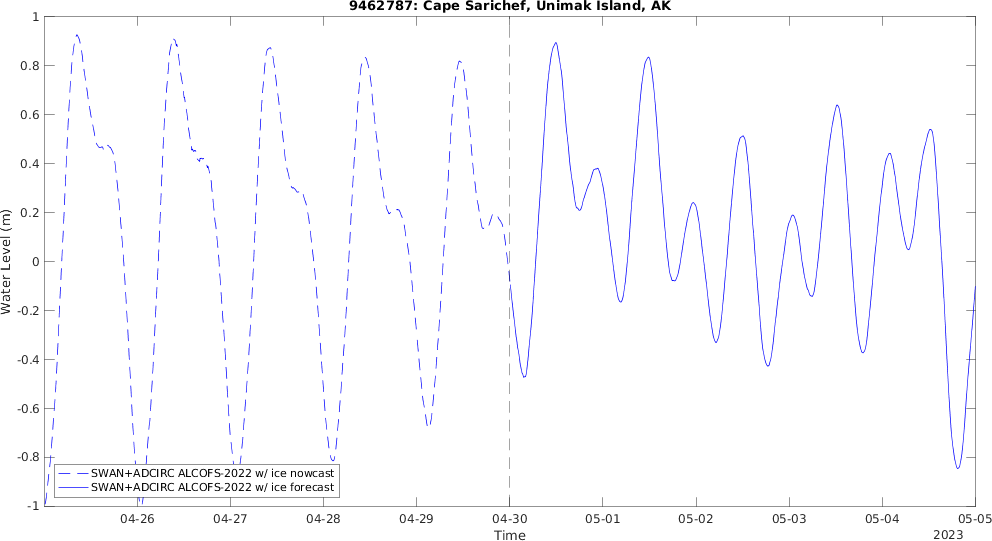 9462787: Cape Sarichef, Unimak Island, AK
Water Level (m)
1
0.8
0.6
0.4
0.2
0
-0.2
-0.4
-0.6
-0.8
-1
SWAN+ADCIRC ALCOFS-2022 w/ ice nowcast
SWAN+ADCIRC ALCOFS-2022 w/ ice forecast
04-26 04-27 04-28 04-29 04-30 05-01 05-02 05-03 05-04 05-05
Time
2023